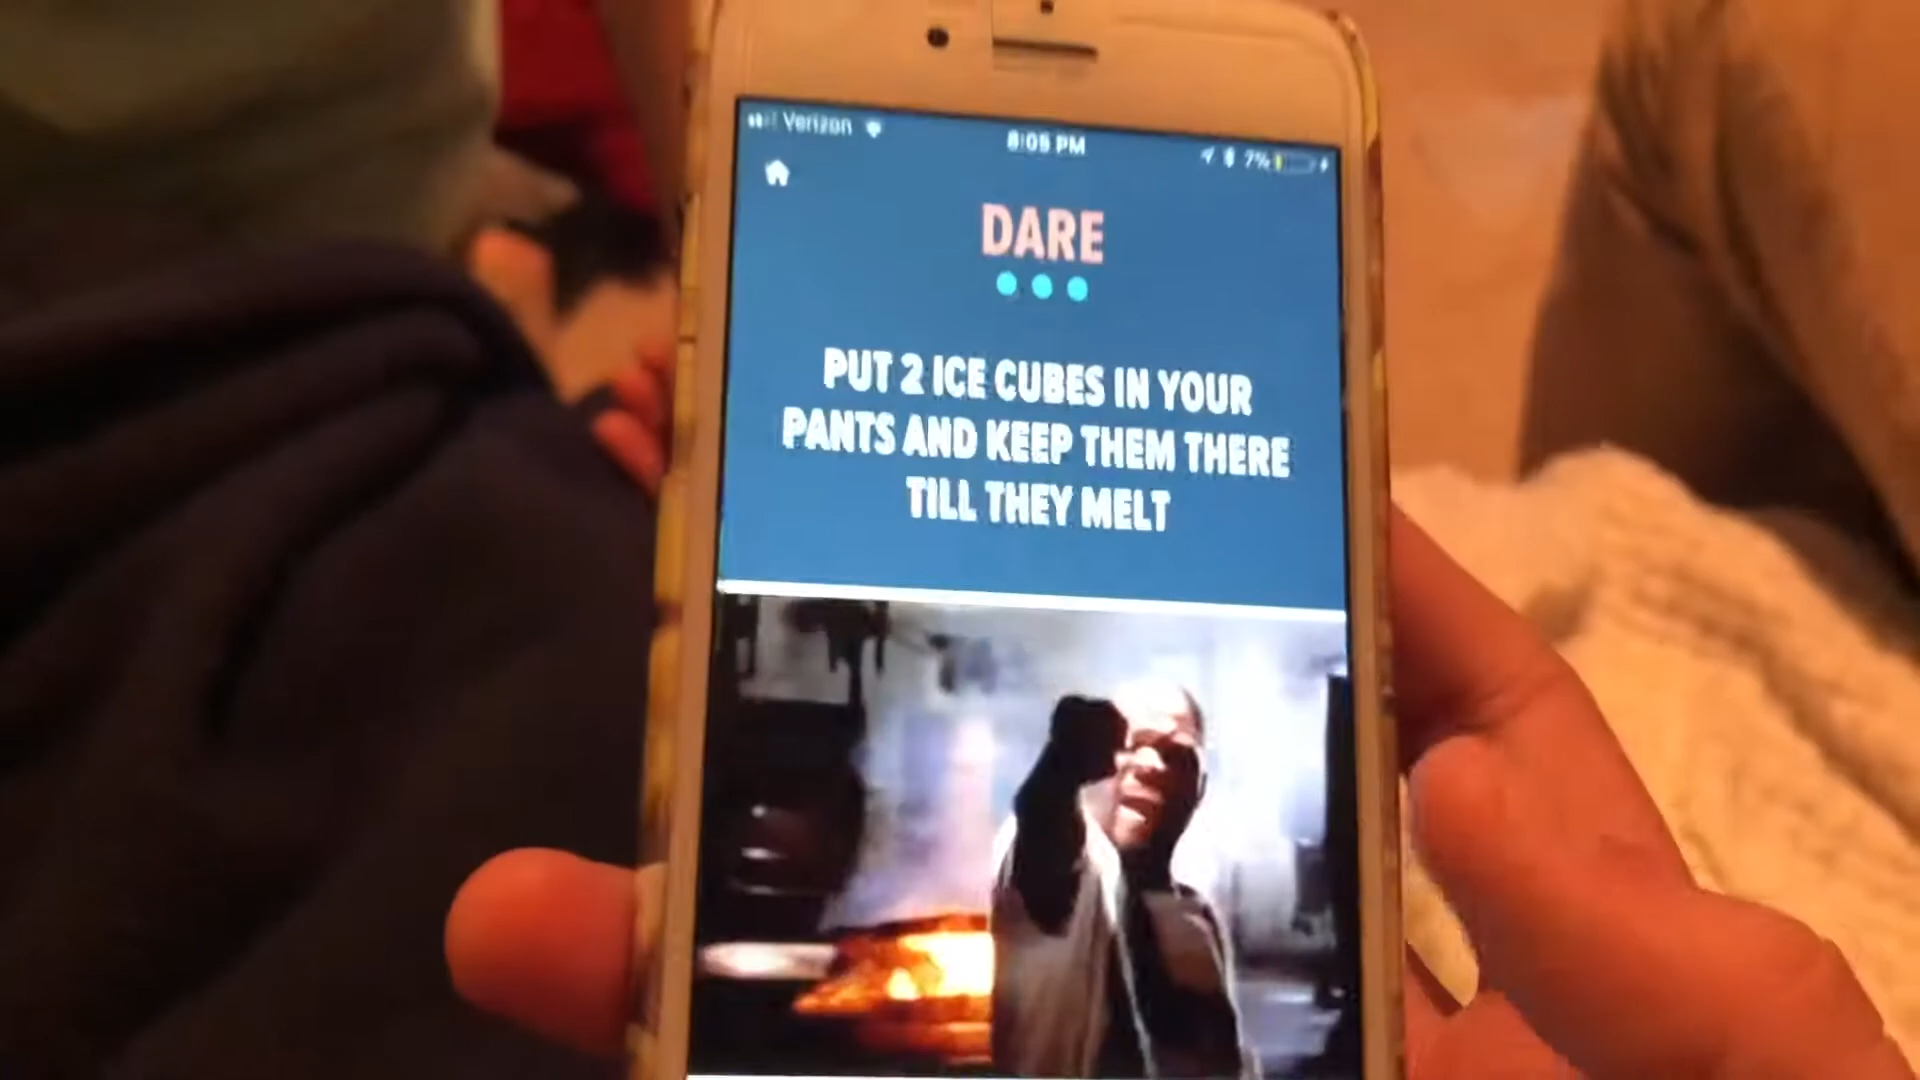 Verizon
8:05 PM
7%
DARE
PUT 2 ICE CUBES IN YOUR
PANTS AND KEEP THEM THERE
TILL THEY MELT